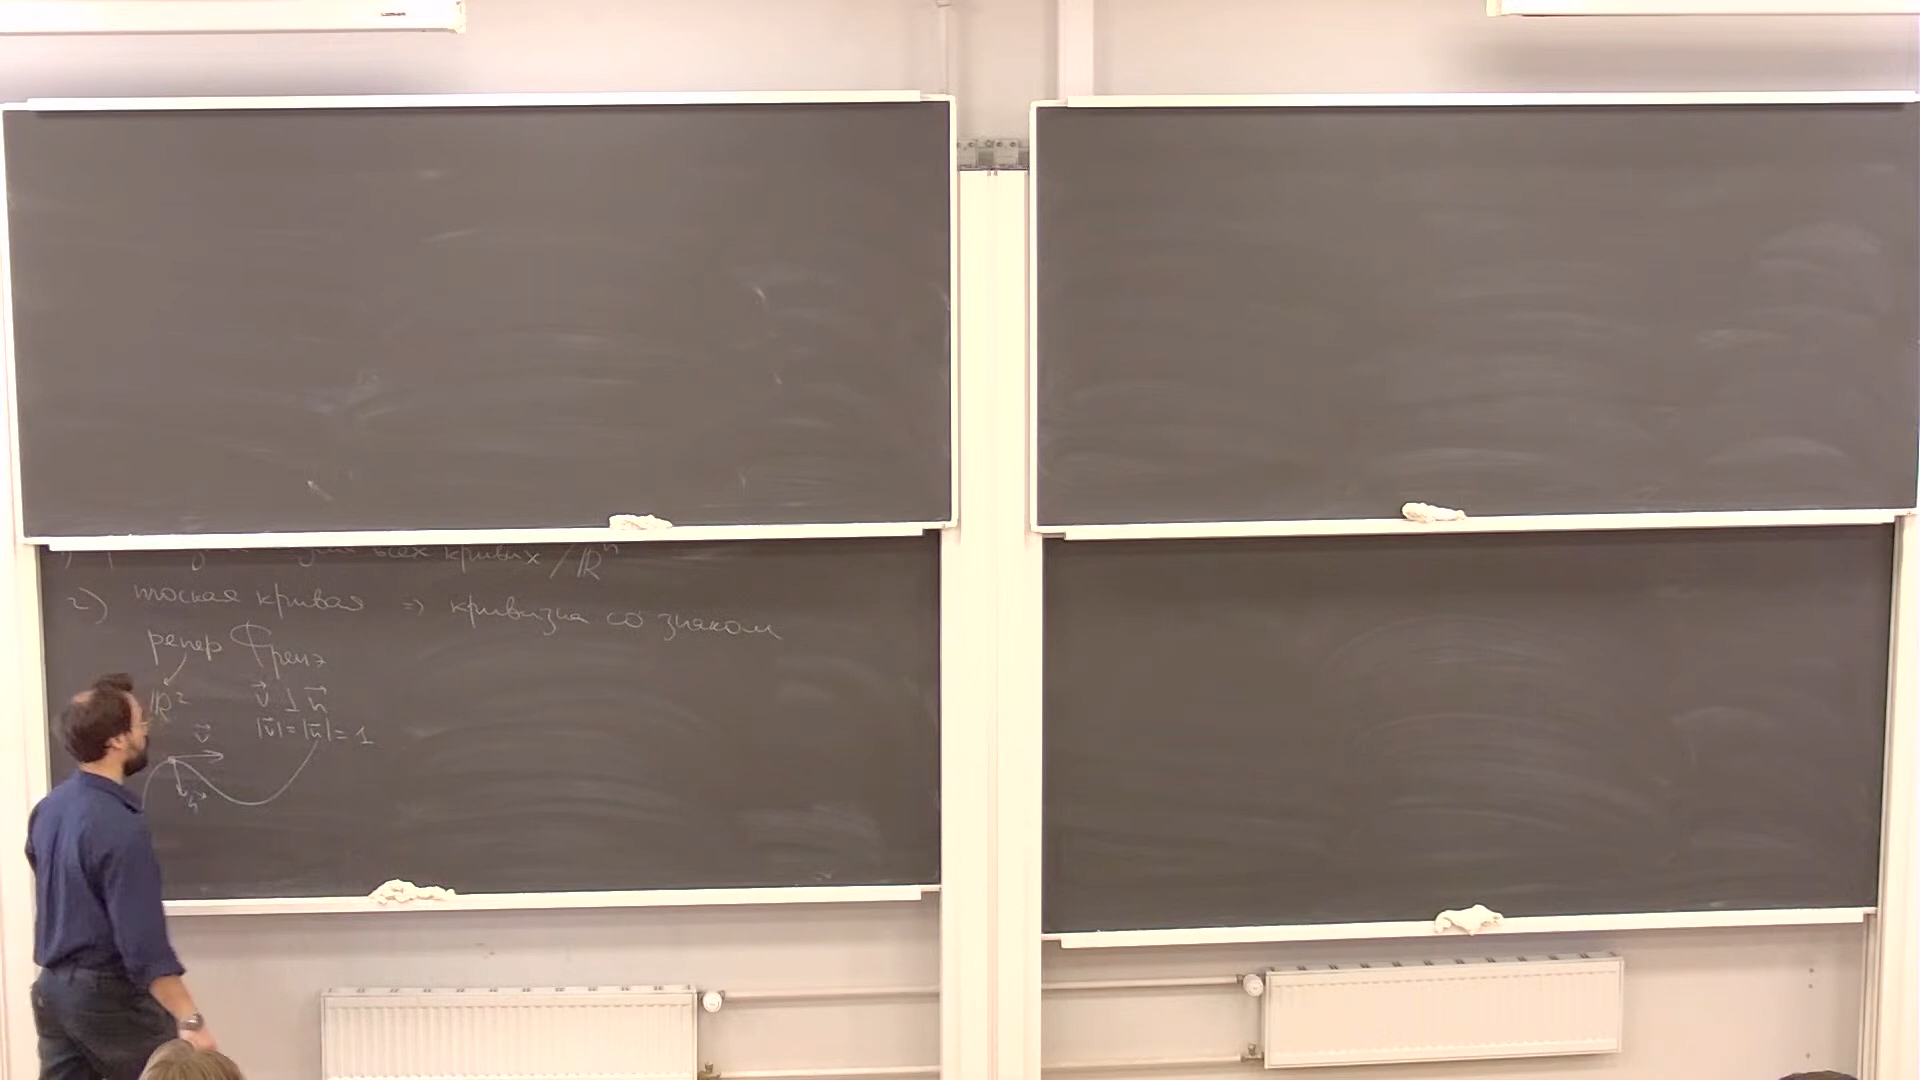 всех кривых / ℝⁿ
2) плоская кривая => кривизна со знаком
репер Френэ
ℝ²
v⃗ ⊥ n⃗
|v⃗| = |n⃗| = 1
v⃗
n⃗